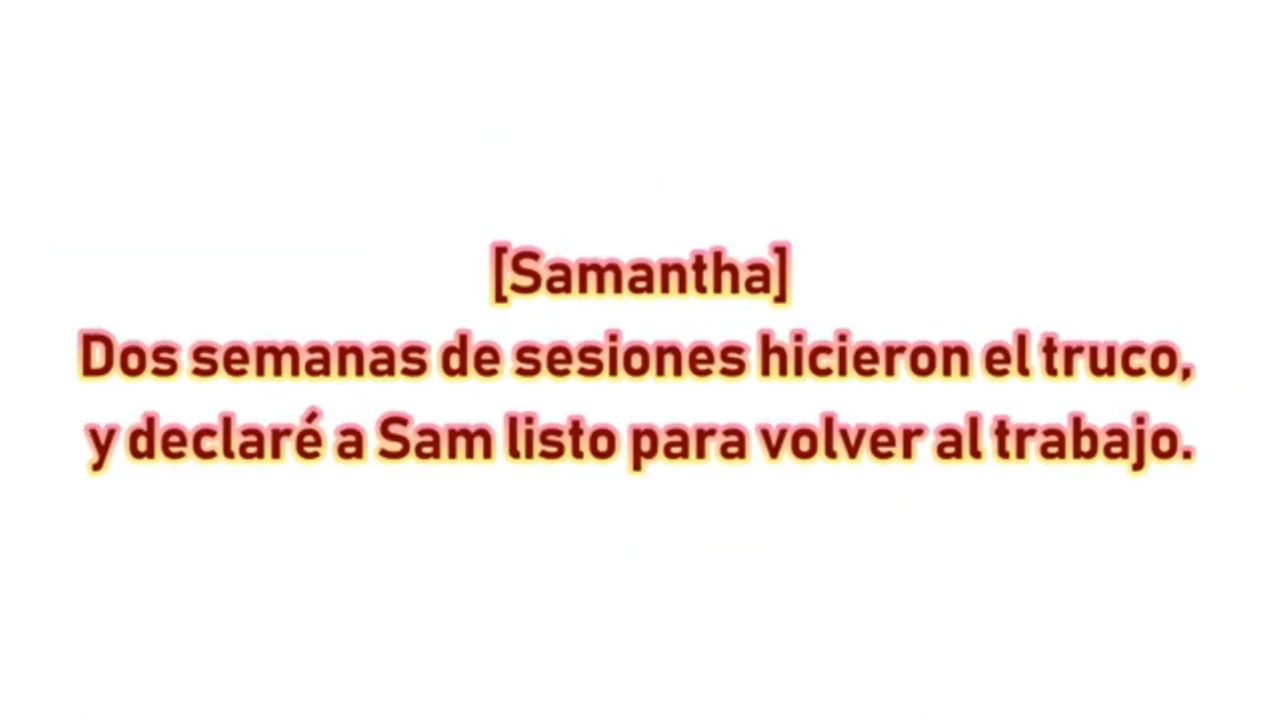 [Samantha]
Dos semanas de sesiones hicieron el truco,
y declaré a Sam listo para volver al trabajo.